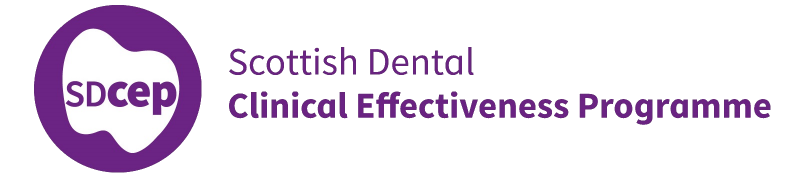 SDcep
Scottish Dental
Clinical Effectiveness Programme